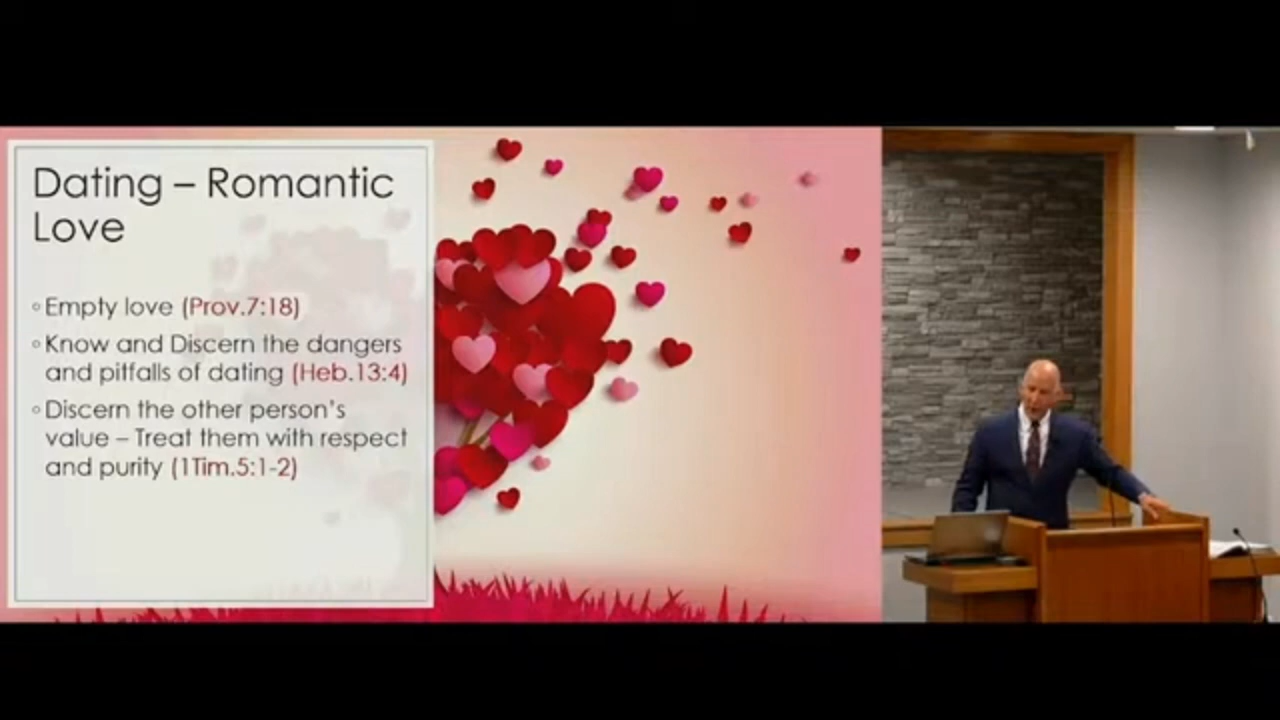 Dating – Romantic
Love
◦Empty love (Prov.7:18)
◦Know and Discern the dangers
and pitfalls of dating (Heb.13:4)
◦Discern the other person's
value – Treat them with respect
and purity (1Tim.5:1-2)